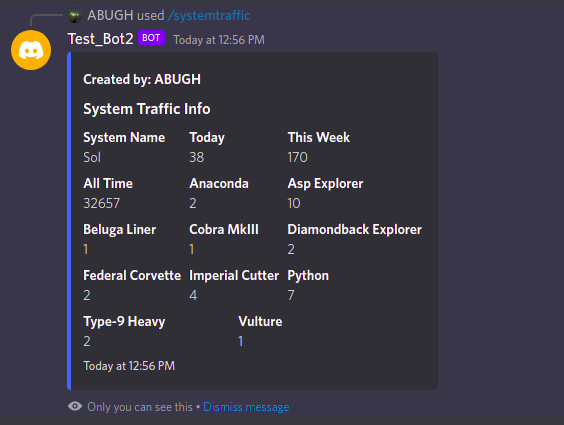 ABUGH used /systemtraffic
Test_Bot2 BOT Today at 12:56 PM
Created by: ABUGH
System Traffic Info
System Name Today This Week
Sol 38 170
All Time Anaconda Asp Explorer
32657 2 10
Beluga Liner Cobra MkIII Diamondback Explorer
1 1 2
Federal Corvette Imperial Cutter Python
2 4 7
Type-9 Heavy Vulture
2 1
Today at 12:56 PM
Only you can see this • Dismiss message